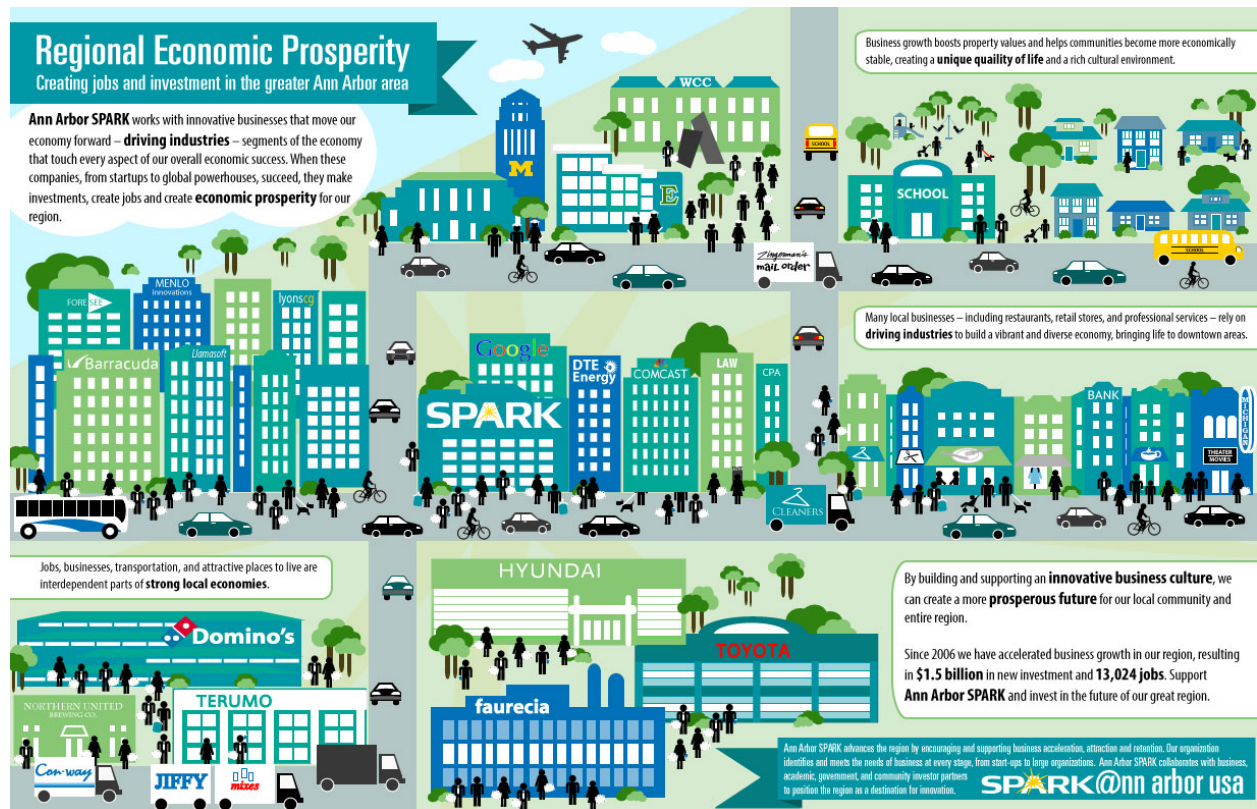 Regional Economic Prosperity
Creating jobs and investment in the greater Ann Arbor area
Ann Arbor SPARK works with innovative businesses that move our
economy forward – driving industries – segments of the economy
that touch every aspect of our overall economic success. When these
companies, from startups to global powerhouses, succeed, they make
investments, create jobs and create economic prosperity for our
region.
Business growth boosts property values and helps communities become more economically
stable, creating a unique quaility of life and a rich cultural environment.
WCC
M
E
SCHOOL
SCHOOL
SCHOOL
Zingerman's
mail order
MENLO
innovations
FORESEE
lyonscg
Barracuda
Llamasoft
Google
DTE
Energy
COMCAST
LAW
CPA
SPARK
Many local businesses – including restaurants, retail stores, and professional services – rely on
driving industries to build a vibrant and diverse economy, bringing life to downtown areas.
BANK
MICHIGAN
THEATER
MOVIES
CLEANERS
Jobs, businesses, transportation, and attractive places to live are
interdependent parts of strong local economies.
Domino's
NORTHERN UNITED
BREWING CO.
TERUMO
Con-way
JIFFY
mixes
HYUNDAI
TOYOTA
faurecia
By building and supporting an innovative business culture, we
can create a more prosperous future for our local community and
entire region.
Since 2006 we have accelerated business growth in our region, resulting
in $1.5 billion in new investment and 13,024 jobs. Support
Ann Arbor SPARK and invest in the future of our great region.
Ann Arbor SPARK advances the region by encouraging and supporting business acceleration, attraction and retention. Our organization
identifies and meets the needs of business at every stage, from start-ups to large organizations. Ann Arbor SPARK collaborates with business,
academic, government, and community investor partners
to position the region as a destination for innovation.
SPARK@nn arbor usa